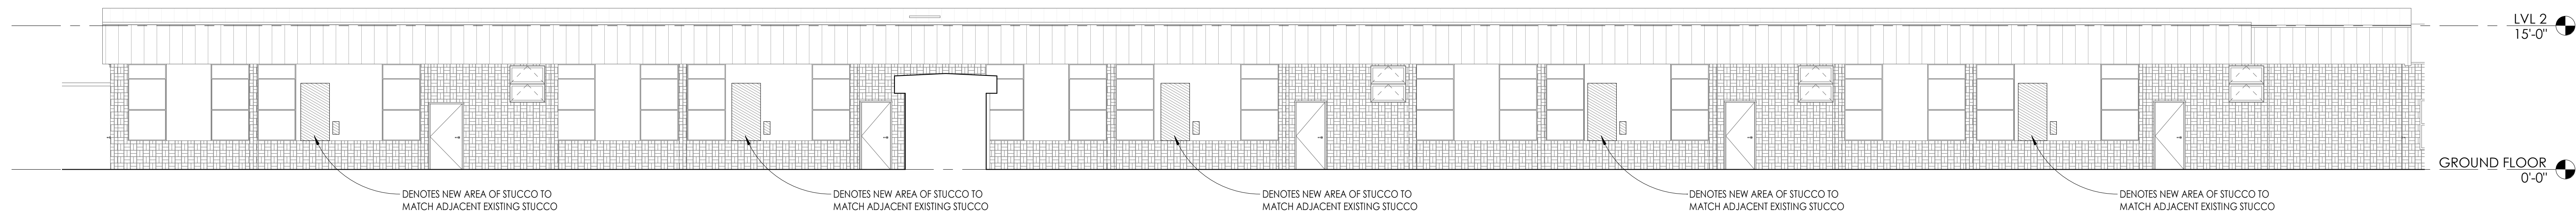 LVL 2
15'-0"
GROUND FLOOR
0'-0"
DENOTES NEW AREA OF STUCCO TO
MATCH ADJACENT EXISTING STUCCO
DENOTES NEW AREA OF STUCCO TO
MATCH ADJACENT EXISTING STUCCO
DENOTES NEW AREA OF STUCCO TO
MATCH ADJACENT EXISTING STUCCO
DENOTES NEW AREA OF STUCCO TO
MATCH ADJACENT EXISTING STUCCO
DENOTES NEW AREA OF STUCCO TO
MATCH ADJACENT EXISTING STUCCO